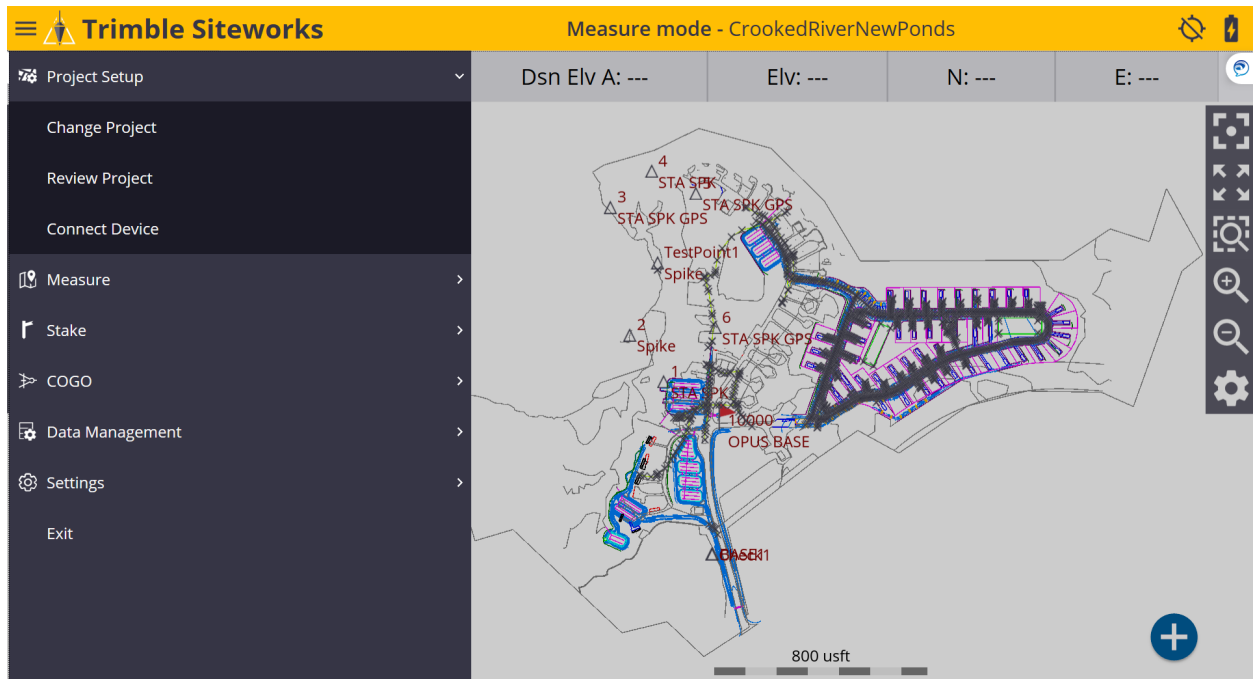 Trimble Siteworks
Measure mode - CrookedRiverNewPonds
Project Setup
Change Project
Review Project
Connect Device
Measure
Stake
COGO
Data Management
Settings
Exit
Dsn Elv A: ---
Elv: ---
N: ---
E: ---
4
STA SPK
5
STA SPK GPS
3
STA SPK GPS
TestPoint1
Spike
6
STA SPK GPS
2
Spike
1
STA SPK
10000
OPUS BASE
800 usft